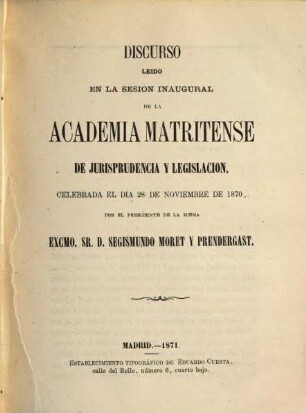 DISCURSO
LEIDO
EN LA SESION INAUGURAL
DE LA
ACADEMIA MATRITENSE
DE JURISPRUDENCIA Y LEGISLACION,
CELEBRADA EL DIA 28 DE NOVIEMBRE DE 1870,
POR EL PRESIDENTE DE LA MISMA
EXCMO. SR. D. SEGISMUNDO MORET Y PRENDERGAST.
MADRID.—1871.
ESTABLECIMIENTO TIPOGRÁFICO DE EDUARDO CUESTA,
calle del Rollo, número 6, cuarto bajo.